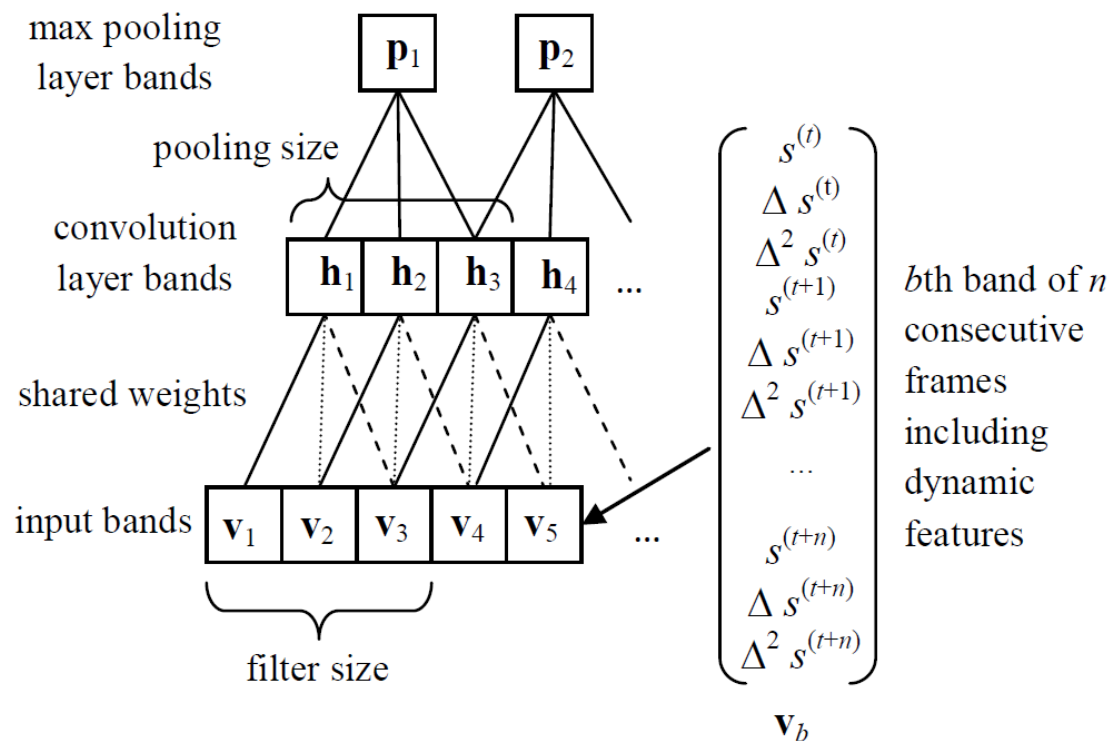 max pooling
layer bands
p₁
p₂
pooling size
convolution
layer bands
h₁
h₂
h₃
h₄
...
shared weights
input bands
v₁
v₂
v₃
v₄
v₅
...
filter size
s⁽ᵗ⁾
Δ s⁽ᵗ⁾
Δ² s⁽ᵗ⁾
s⁽ᵗ⁺¹⁾
Δ s⁽ᵗ⁺¹⁾
Δ² s⁽ᵗ⁺¹⁾
...
s⁽ᵗ⁺ⁿ⁾
Δ s⁽ᵗ⁺ⁿ⁾
Δ² s⁽ᵗ⁺ⁿ⁾
v_b
bth band of n
consecutive
frames
including
dynamic
features